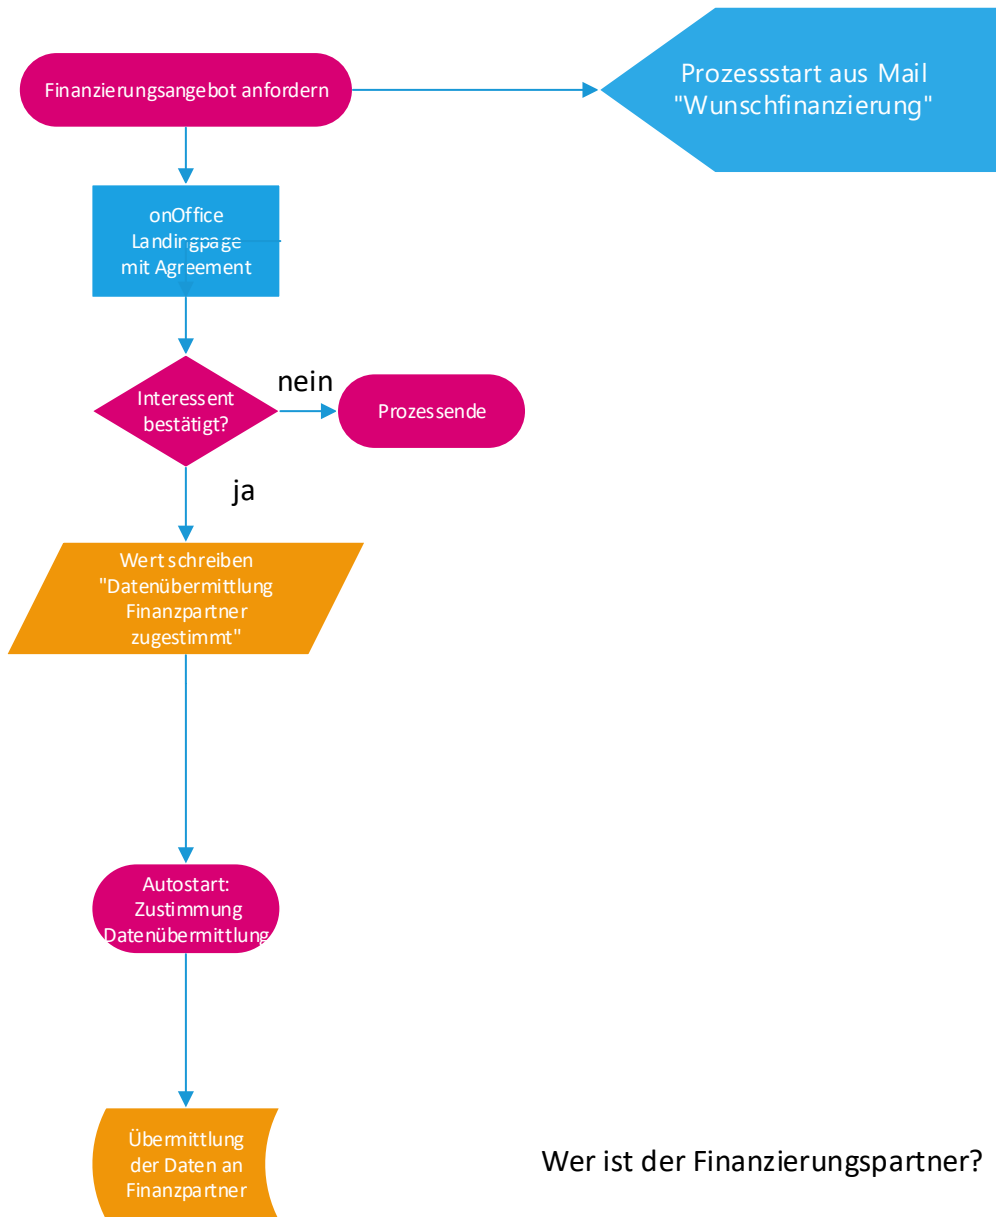 Finanzierungsangebot anfordern
Prozessstart aus Mail
"Wunschfinanzierung"
onOffice
Landingpage
mit Agreement
Interessent
bestätigt?
nein
Prozessende
ja
Wert schreiben
"Datenübermittlung
Finanzpartner
zugestimmt"
Autostart:
Zustimmung
Datenübermittlung
Übermittlung
der Daten an
Finanzpartner
Wer ist der Finanzierungspartner?